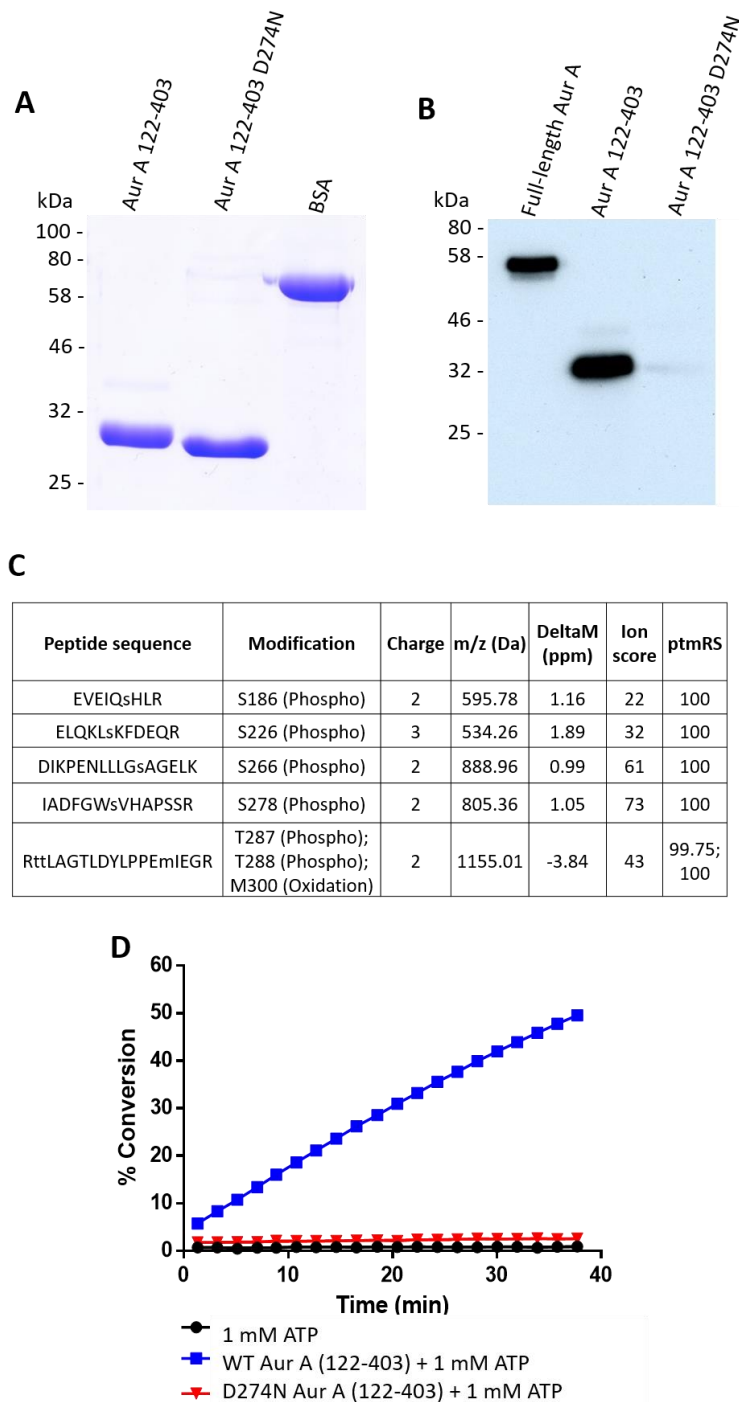 A
Aur A 122-403
Aur A 122-403 D274N
BSA
kDa
100 -
80 -
58 -
46 -
32 -
25 -
B
Full-length Aur A
Aur A 122-403
Aur A 122-403 D274N
kDa
80 -
58 -
46 -
32 -
25 -
C
Peptide sequence Modification Charge m/z (Da) DeltaM (ppm) Ion score ptmRS
EVEIQsHLR S186 (Phospho) 2 595.78 1.16 22 100
ELQKLsKFDEQR S226 (Phospho) 3 534.26 1.89 32 100
DIKPENLLLGsAGELK S266 (Phospho) 2 888.96 0.99 61 100
IADFGWsVHAPSSR S278 (Phospho) 2 805.36 1.05 73 100
RttLAGTLDYLPPEmIEGR T287 (Phospho); T288 (Phospho); M300 (Oxidation) 2 1155.01 -3.84 43 99.75; 100
D
% Conversion
60
50
40
30
20
10
0
0 10 20 30 40
Time (min)
1 mM ATP
WT Aur A (122-403) + 1 mM ATP
D274N Aur A (122-403) + 1 mM ATP